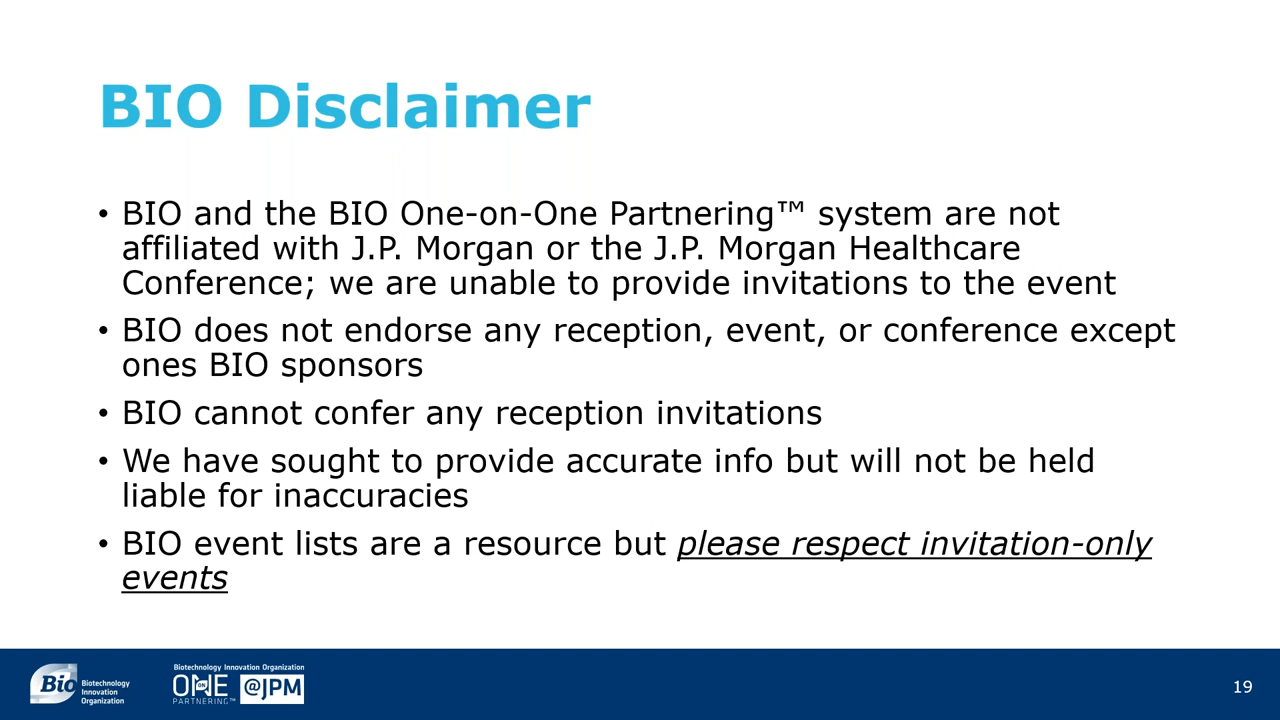 BIO Disclaimer
• BIO and the BIO One-on-One Partnering™ system are not
affiliated with J.P. Morgan or the J.P. Morgan Healthcare
Conference; we are unable to provide invitations to the event
• BIO does not endorse any reception, event, or conference except
ones BIO sponsors
• BIO cannot confer any reception invitations
• We have sought to provide accurate info but will not be held
liable for inaccuracies
• BIO event lists are a resource but please respect invitation-only
events
Bio
Biotechnology
Innovation
Organization
Biotechnology Innovation Organization
ONE ON
PARTNERING™
@JPM
19